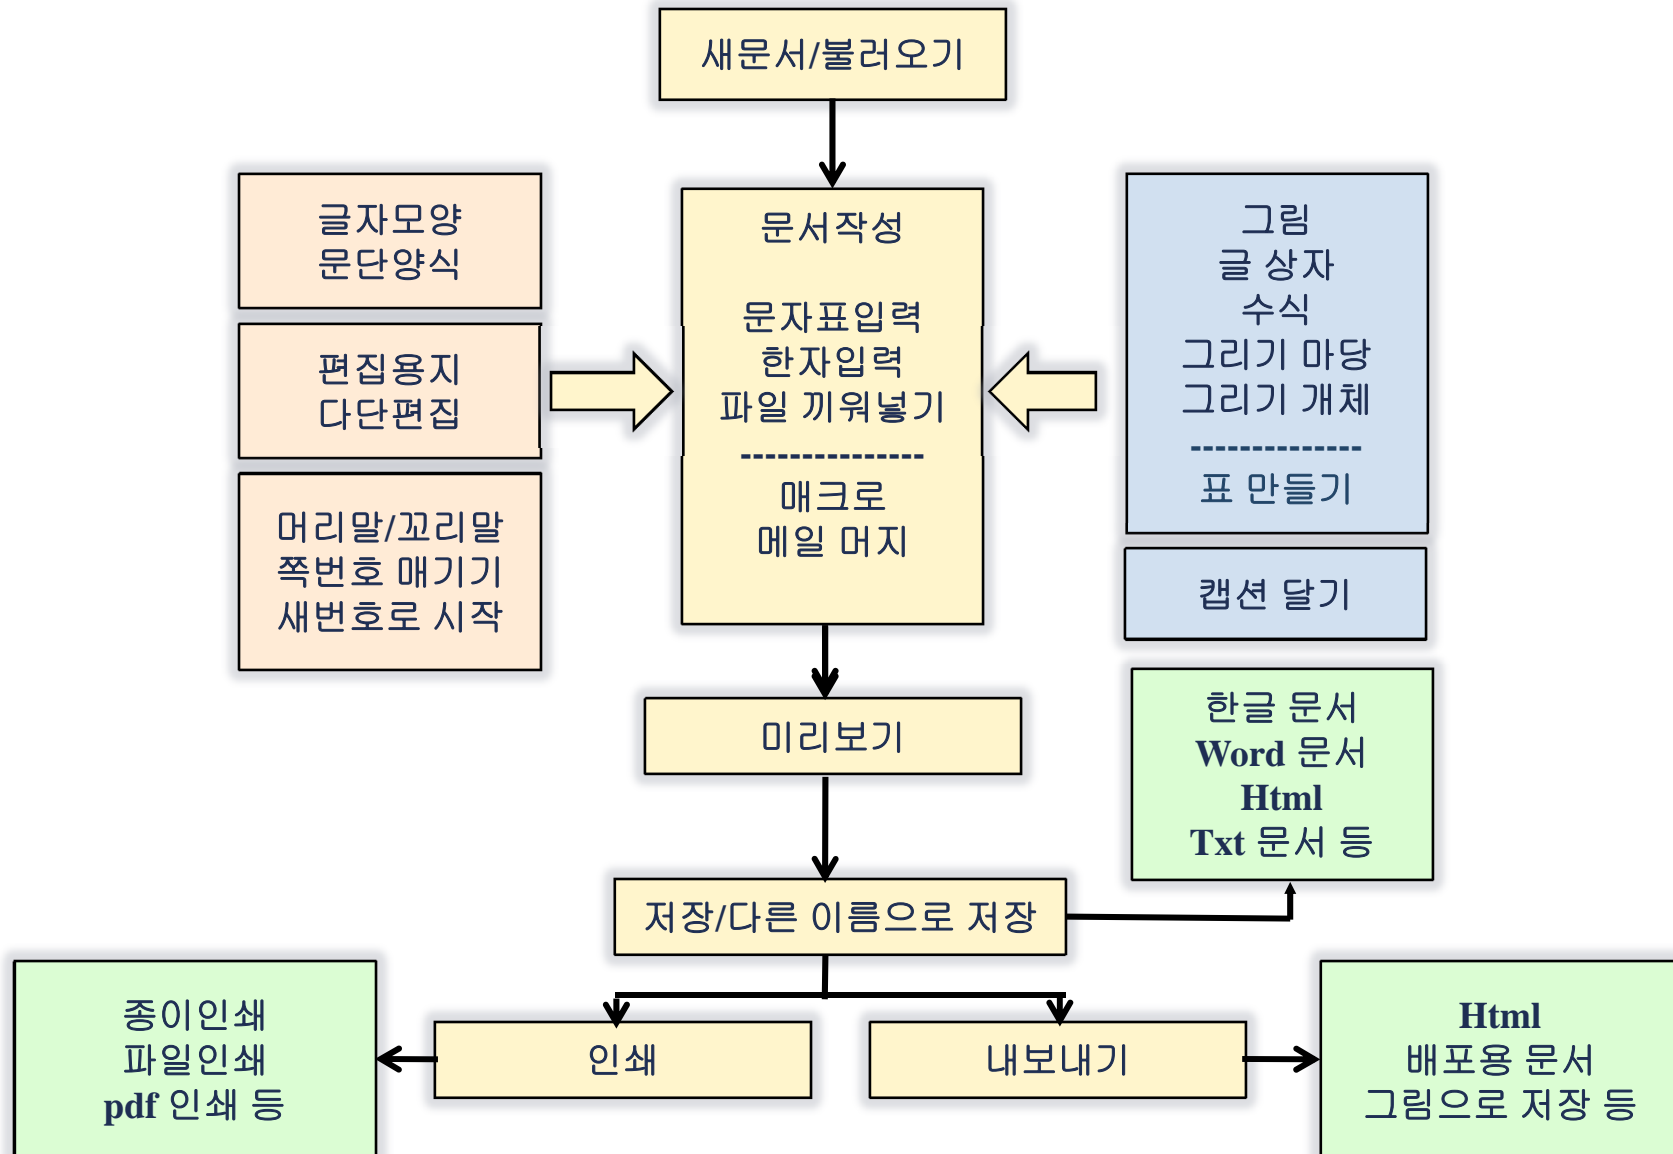 새문서/불러오기
글자모양
문단양식
편집용지
다단편집
머리말/꼬리말
쪽번호 매기기
새번호로 시작
문서작성
문자표입력
한자입력
파일 끼워넣기
---------------
매크로
메일 머지
그림
글 상자
수식
그리기 마당
그리기 개체
--------------
표 만들기
캡션 달기
미리보기
한글 문서
Word 문서
Html
Txt 문서 등
저장/다른 이름으로 저장
종이인쇄
파일인쇄
pdf 인쇄 등
인쇄
내보내기
Html
배포용 문서
그림으로 저장 등